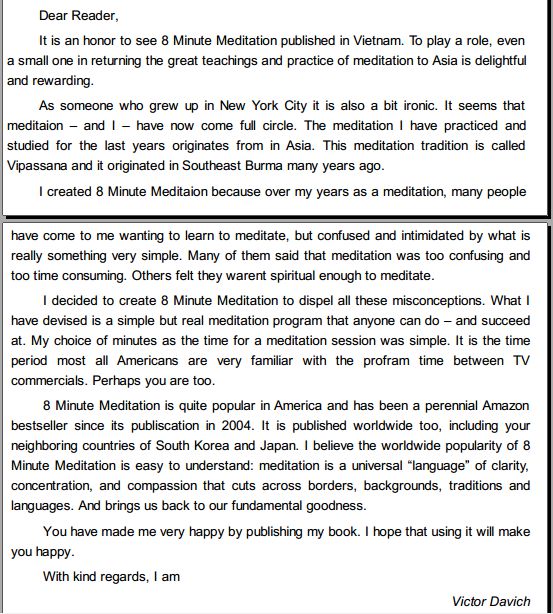 Dear Reader,
It is an honor to see 8 Minute Meditation published in Vietnam. To play a role, even
a small one in returning the great teachings and practice of meditation to Asia is delightful
and rewarding.
As someone who grew up in New York City it is also a bit ironic. It seems that
meditaion – and I – have now come full circle. The meditation I have practiced and
studied for the last years originates from in Asia. This meditation tradition is called
Vipassana and it originated in Southeast Burma many years ago.
I created 8 Minute Meditaion because over my years as a meditation, many people
have come to me wanting to learn to meditate, but confused and intimidated by what is
really something very simple. Many of them said that meditation was too confusing and
too time consuming. Others felt they warent spiritual enough to meditate.
I decided to create 8 Minute Meditation to dispel all these misconceptions. What I
have devised is a simple but real meditation program that anyone can do – and succeed
at. My choice of minutes as the time for a meditation session was simple. It is the time
period most all Americans are very familiar with the profram time between TV
commercials. Perhaps you are too.
8 Minute Meditation is quite popular in America and has been a perennial Amazon
bestseller since its publiscation in 2004. It is published worldwide too, including your
neighboring countries of South Korea and Japan. I believe the worldwide popularity of 8
Minute Meditation is easy to understand: meditation is a universal “language” of clarity,
concentration, and compassion that cuts across borders, backgrounds, traditions and
languages. And brings us back to our fundamental goodness.
You have made me very happy by publishing my book. I hope that using it will make
you happy.
With kind regards, I am
Victor Davich